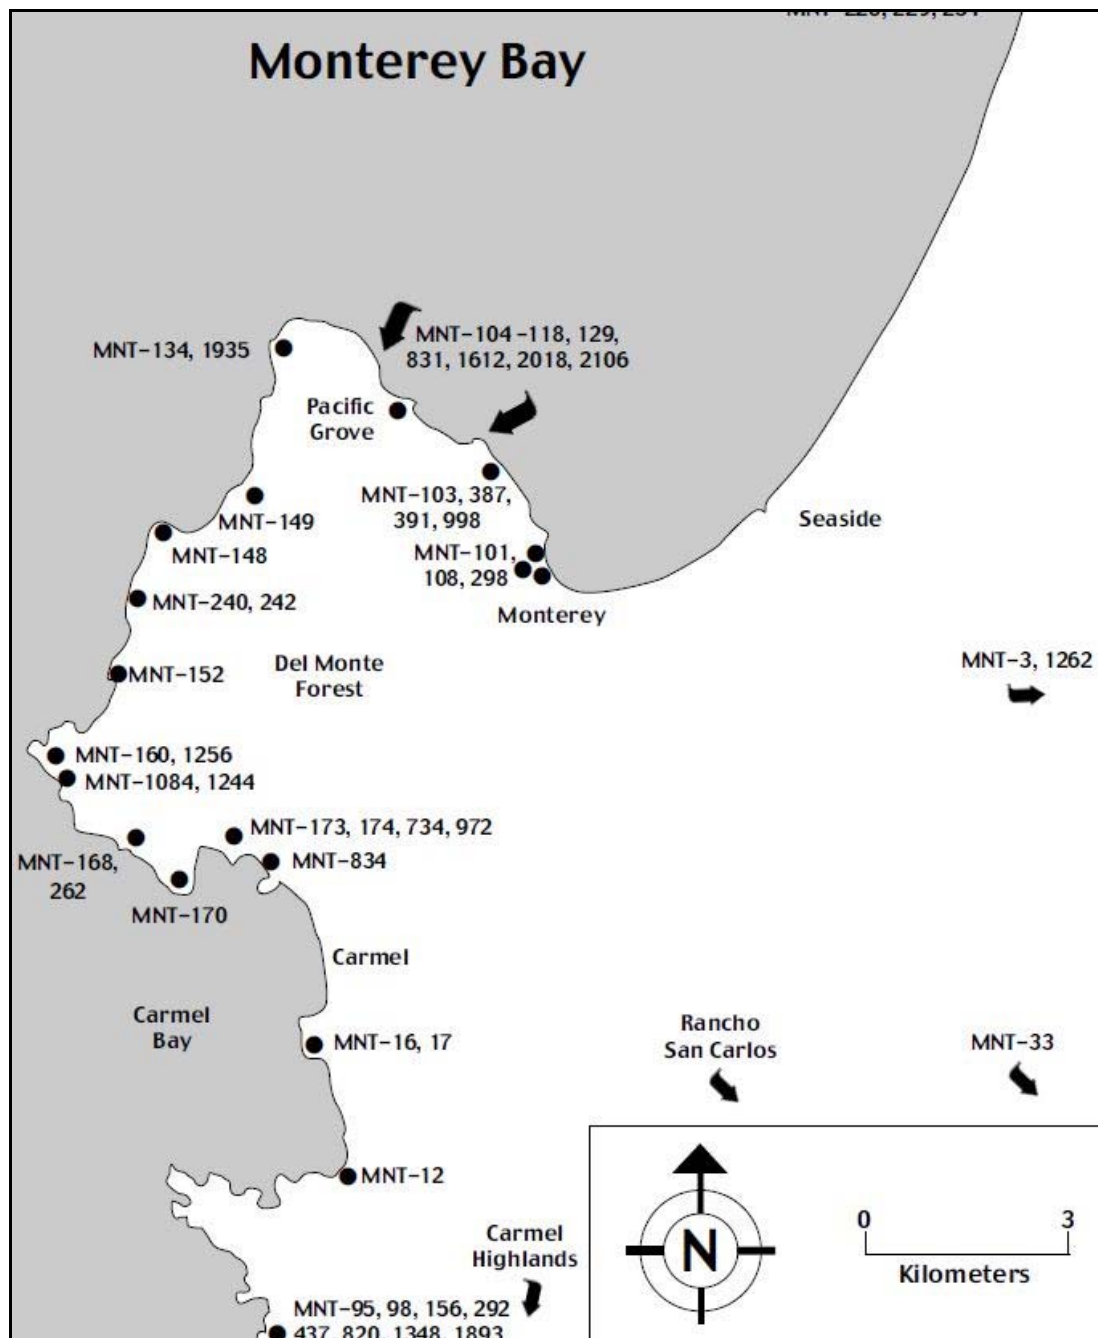 Monterey Bay
MNT-134, 1935
MNT-104 -118, 129,
831, 1612, 2018, 2106
Pacific
Grove
MNT-103, 387,
391, 998
MNT-149
MNT-148
Seaside
MNT-101,
108, 298
MNT-240, 242
Monterey
Del Monte
Forest
MNT-152
MNT-3, 1262
MNT-160, 1256
MNT-1084, 1244
MNT-173, 174, 734, 972
MNT-168,
262
MNT-834
MNT-170
Carmel
Carmel
Bay
MNT-16, 17
Rancho
San Carlos
MNT-33
MNT-12
N
0 3
Kilometers
Carmel
Highlands
MNT-95, 98, 156, 292
437, 820, 1348, 1893